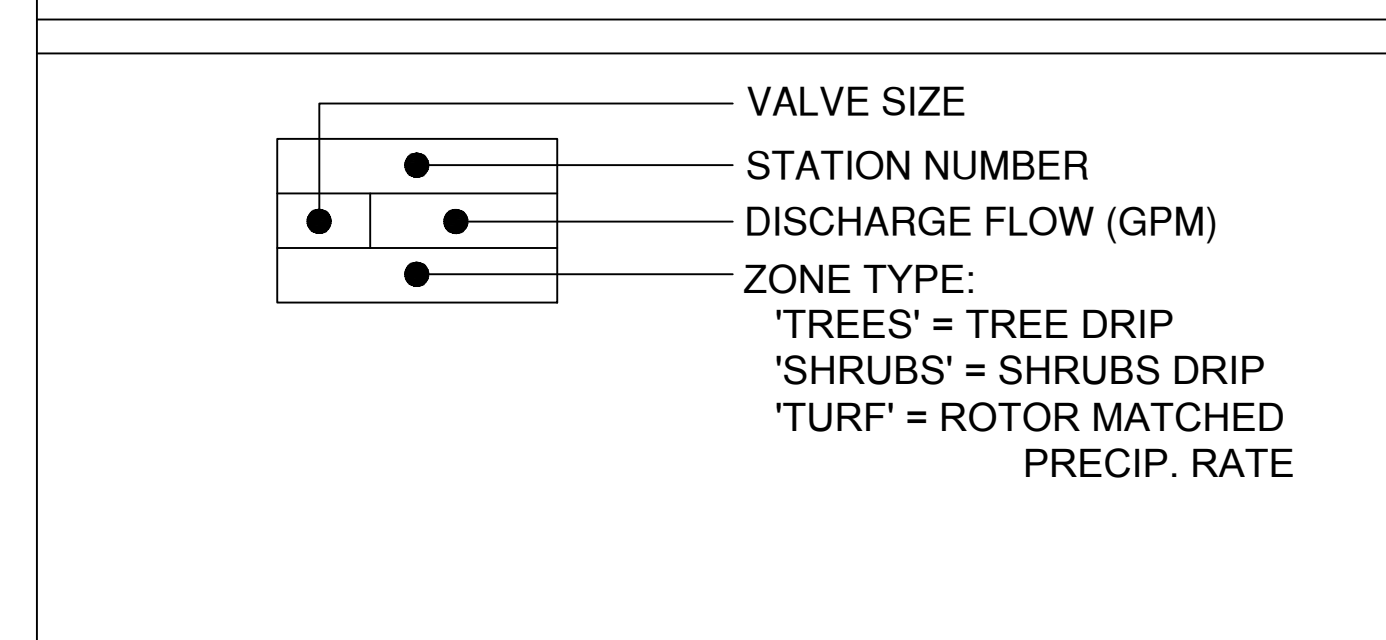 VALVE SIZE
STATION NUMBER
DISCHARGE FLOW (GPM)
ZONE TYPE:
'TREES' = TREE DRIP
'SHRUBS' = SHRUBS DRIP
'TURF' = ROTOR MATCHED
PRECIP. RATE